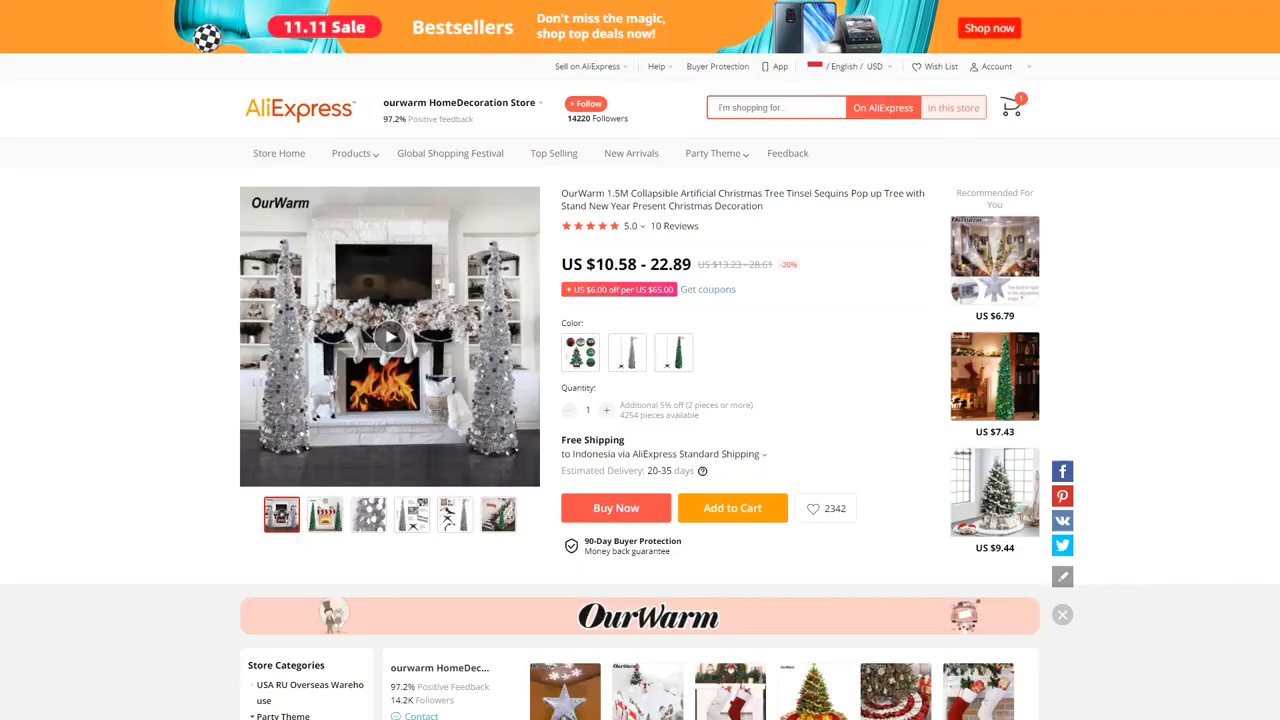 11.11 Sale
Bestsellers
Don't miss the magic,
shop top deals now!
Shop now
Sell on AliExpress
Help
Buyer Protection
App
/ English / USD
Wish List
Account
AliExpress
ourwarm HomeDecoration Store
97.2% Positive feedback
+ Follow
14220 Followers
I'm shopping for...
On AliExpress
In this store
1
Store Home
Products
Global Shopping Festival
Top Selling
New Arrivals
Party Theme
Feedback
OurWarm
OurWarm 1.5M Collapsible Artificial Christmas Tree Tinsel Sequins Pop up Tree with
Stand New Year Present Christmas Decoration
5.0
10 Reviews
US $10.58 - 22.89
US $13.23 - 28.61
-20%
US $6.00 off per US $65.00
Get coupons
Color:
Quantity:
1
Additional 5% off (2 pieces or more)
4254 pieces available
Free Shipping
to Indonesia via AliExpress Standard Shipping
Estimated Delivery: 20-35 days
Buy Now
Add to Cart
2342
90-Day Buyer Protection
Money back guarantee
Recommended For
You
US $6.79
US $7.43
US $9.44
OurWarm
Store Categories
USA RU Overseas Wareho
use
Party Theme
ourwarm HomeDec...
97.2% Positive Feedback
14.2K Followers
Contact